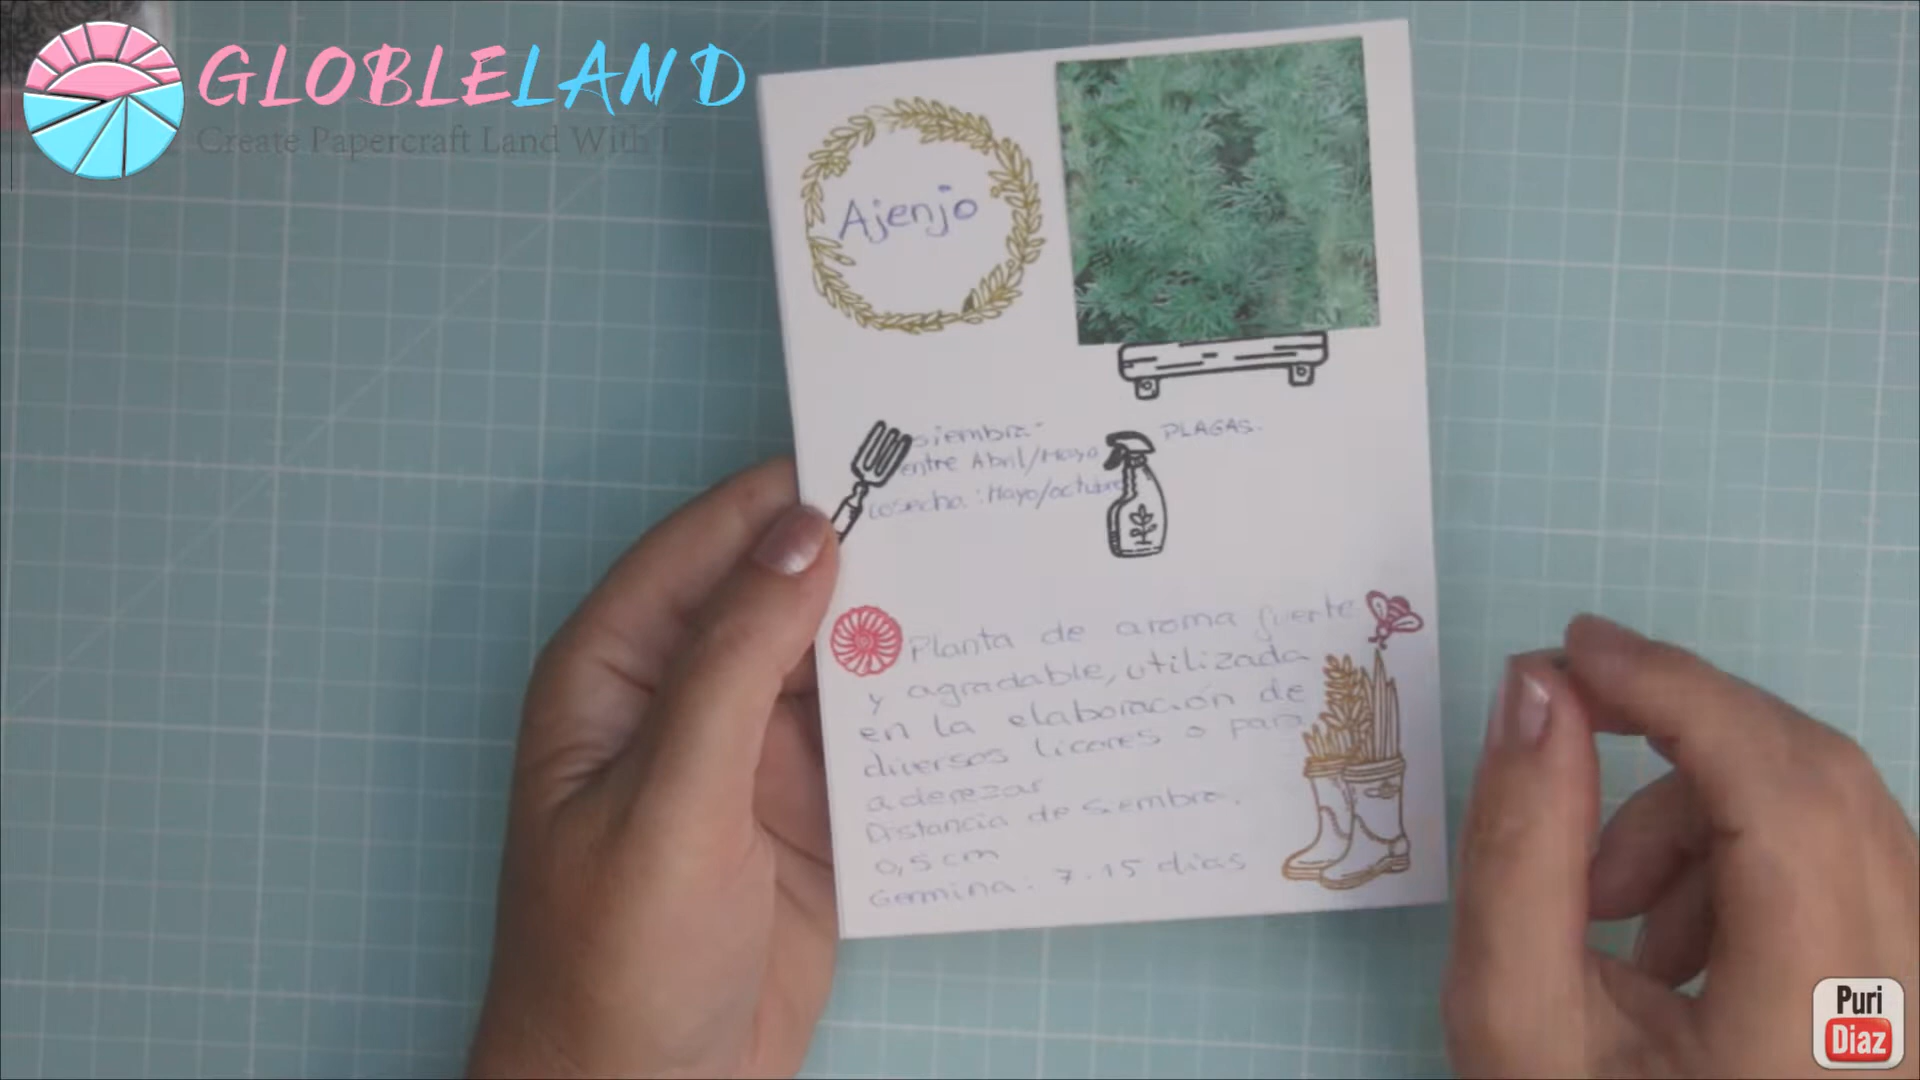 GLOBLELAND
Create Papercraft Land With
Ajenjo
siembra:
entre Abril/Mayo
cosecha: Mayo/octubre
PLAGAS.
Planta de aroma fuerte
y agradable, utilizada
en la elaboración de
diversos licores o para
aderezar
Distancia de siembra.
0,5 cm
Germina: 7-15 dias
Puri
Diaz